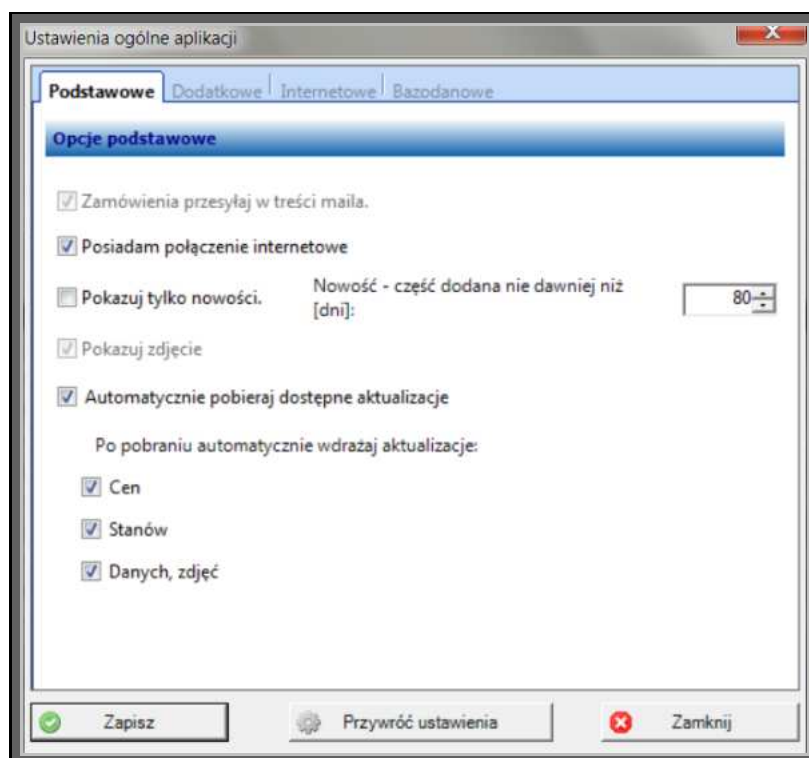 Ustawienia ogólne aplikacji
Podstawowe Dodatkowe Internetowe Bazodanowe
Opcje podstawowe
Zamówienia przesyłaj w treści maila.
Posiadam połączenie internetowe
Pokazuj tylko nowości. Nowość - część dodana nie dawniej niż
[dni]: 80
Pokazuj zdjęcie
Automatycznie pobieraj dostępne aktualizacje
Po pobraniu automatycznie wdrażaj aktualizacje:
Cen
Stanów
Danych, zdjęć
Zapisz Przywróć ustawienia Zamknij